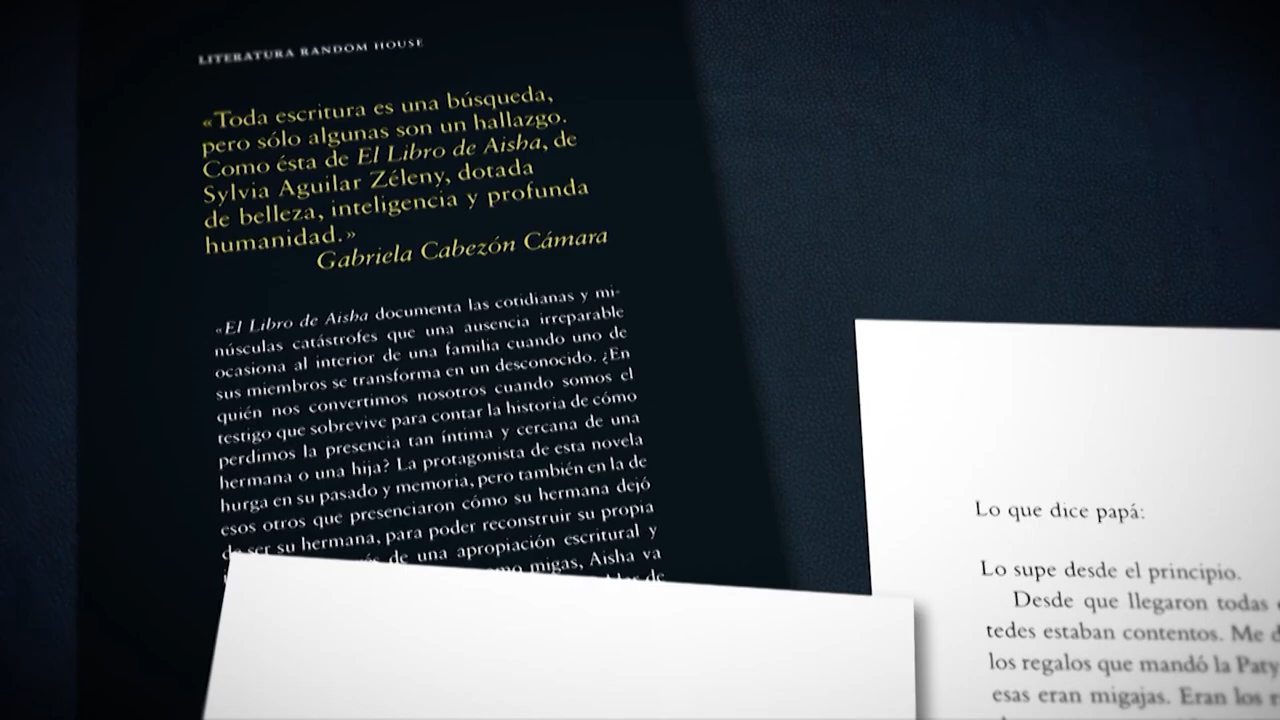 LITERATURA RANDOM HOUSE
«Toda escritura es una búsqueda,
pero sólo algunas son un hallazgo.
Como ésta de El Libro de Aisha, de
Sylvia Aguilar Zéleny, dotada
de belleza, inteligencia y profunda
humanidad.»
Gabriela Cabezón Cámara
«El Libro de Aisha documenta las cotidianas y mi-
núsculas catástrofes que una ausencia irreparable
ocasiona al interior de una familia cuando uno de
sus miembros se transforma en un desconocido. ¿En
quién nos convertimos nosotros cuando somos el
testigo que sobrevive para contar la historia de cómo
perdimos la presencia tan íntima y cercana de una
hermana o una hija? La protagonista de esta novela
hurga en su pasado y memoria, pero también en la de
esos otros que presenciaron cómo su hermana dejó
de ser su hermana, para poder reconstruir su propia
de una apropiación escritural y
migas, Aisha va
de
Lo que dice papá:
Lo supe desde el principio.
Desde que llegaron todas
tedes estaban contentos. Me
los regalos que mandó la Paty
esas eran migajas. Eran los